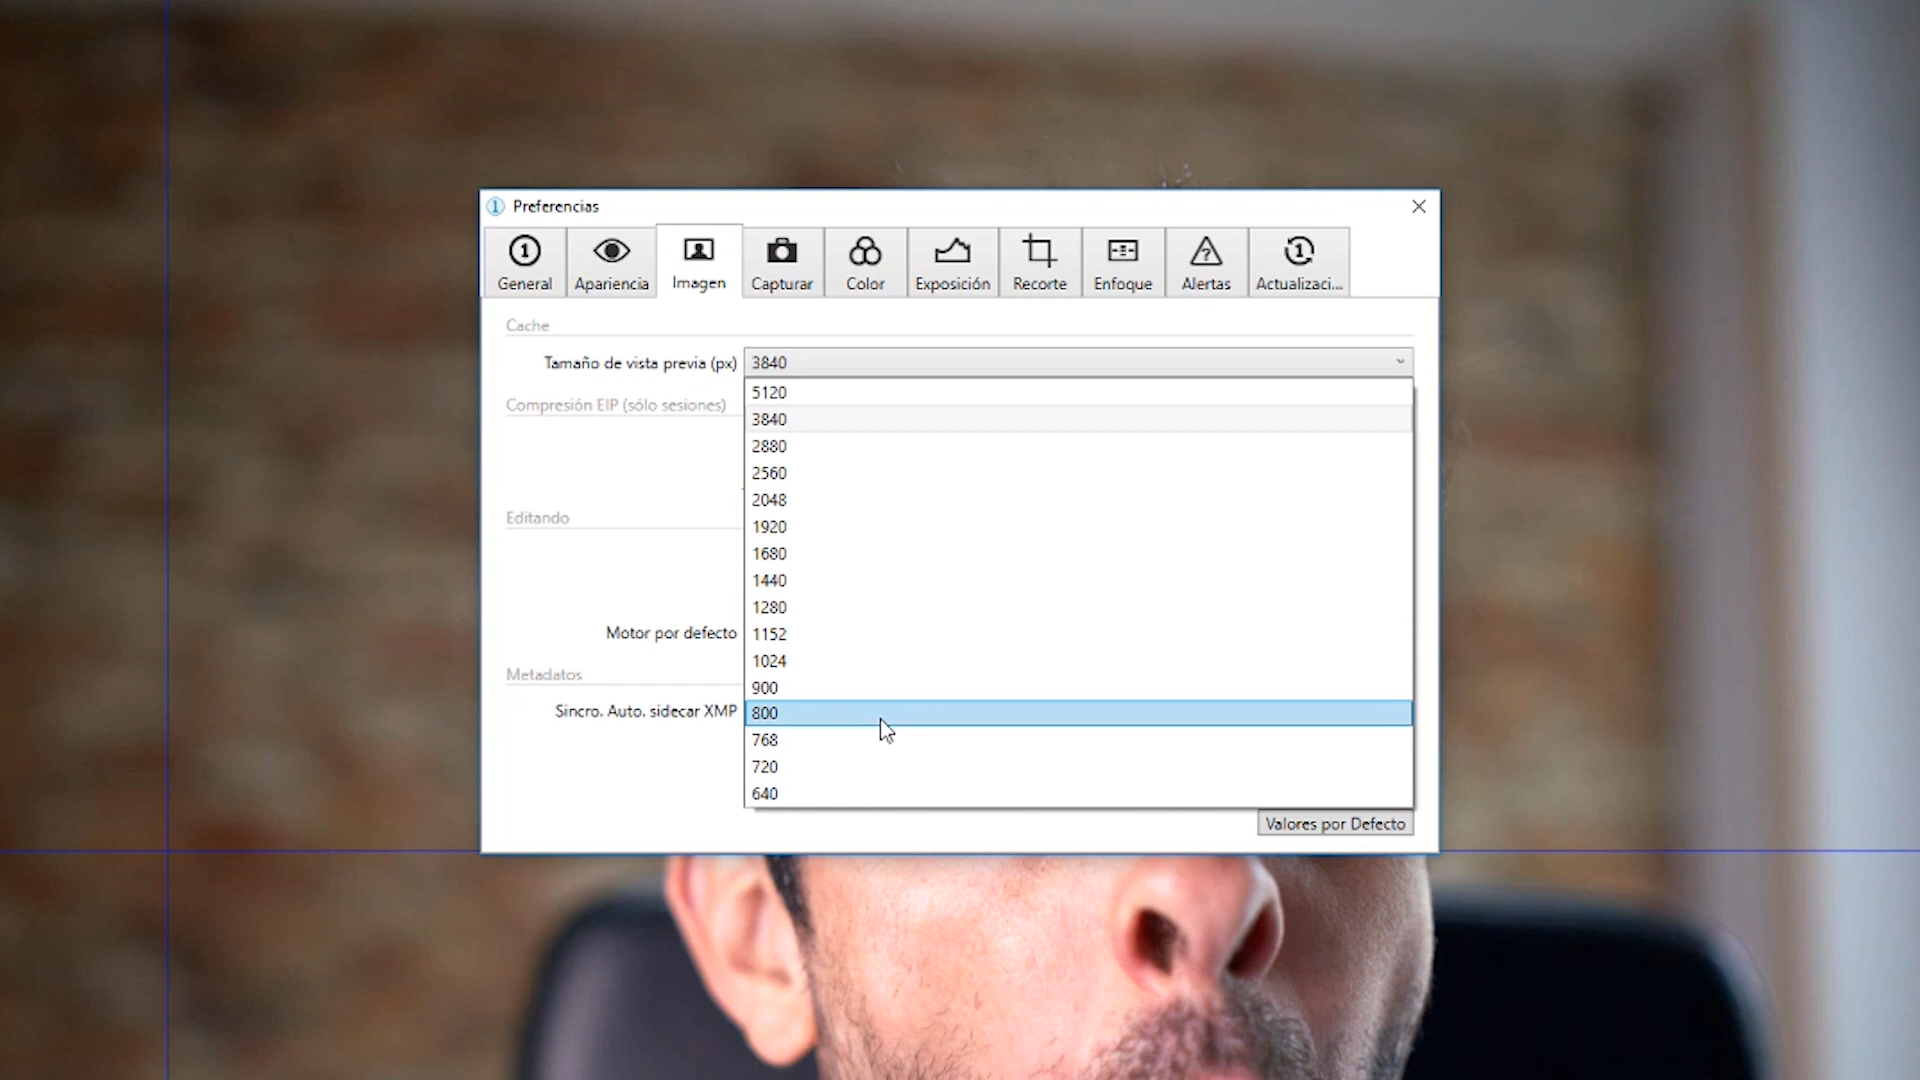 Preferencias
General
Apariencia
Imagen
Capturar
Color
Exposición
Recorte
Enfoque
Alertas
Actualizaci...
Cache
Tamaño de vista previa (px)
3840
5120
3840
2880
2560
2048
1920
1680
1440
1280
1152
1024
900
800
768
720
640
Compresión EIP (sólo sesiones)
Editando
Motor por defecto
Metadatos
Sincro. Auto. sidecar XMP
Valores por Defecto